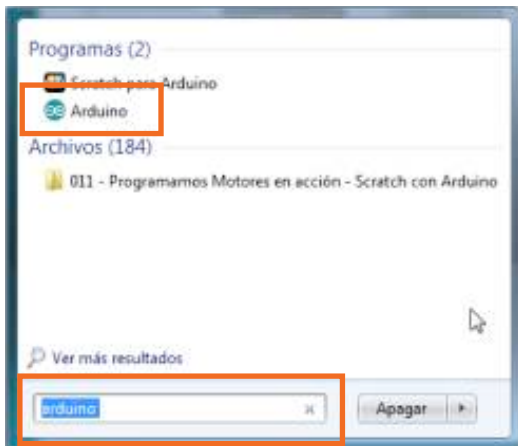 Programas (2)
Scratch para Arduino
Arduino
Archivos (184)
011 - Programamos Motores en acción - Scratch con Arduino
Ver más resultados
arduino
Apagar